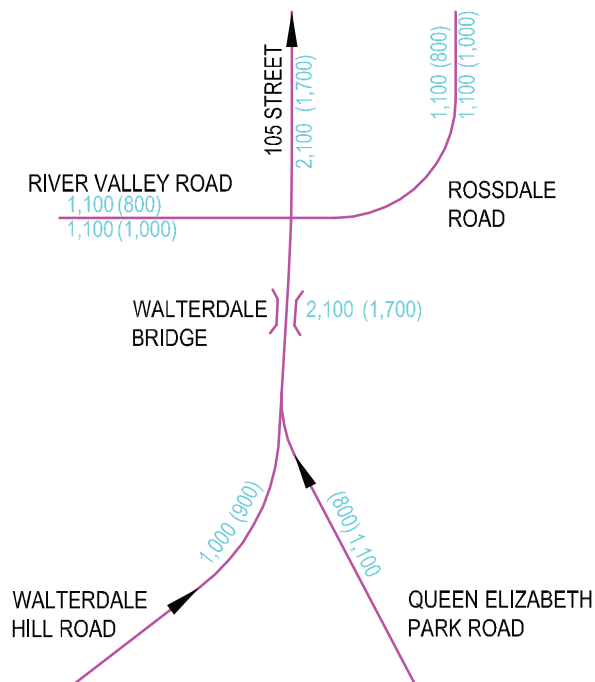 105 STREET
2,100 (1,700)
1,100 (800)
1,100 (1,000)
RIVER VALLEY ROAD
1,100 (800)
1,100 (1,000)
ROSSDALE
ROAD
WALTERDALE
BRIDGE
2,100 (1,700)
1,000 (900)
(800) 1,100
WALTERDALE
HILL ROAD
QUEEN ELIZABETH
PARK ROAD